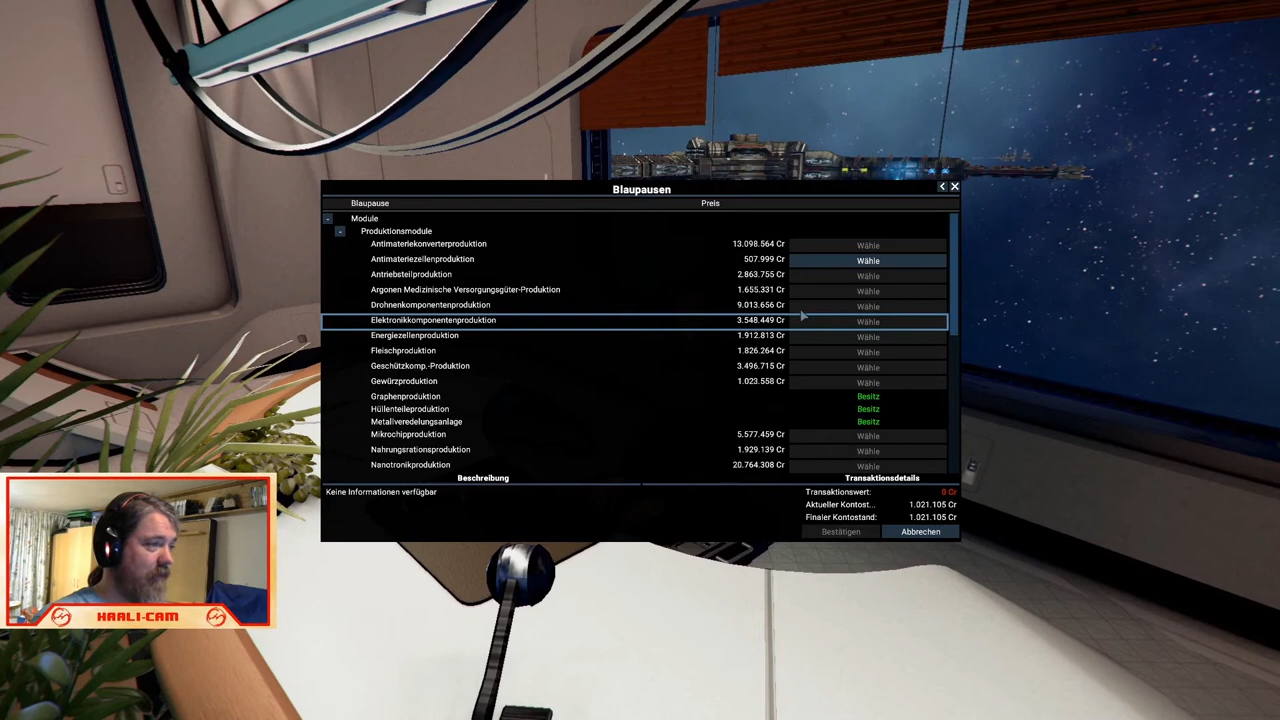 Blaupausen
Blaupause Preis
- Module
- Produktionsmodule
Antimateriekonverterproduktion 13.098.564 Cr Wähle
Antimateriezellenproduktion 507.999 Cr Wähle
Antriebsteilproduktion 2.863.755 Cr Wähle
Argonen Medizinische Versorgungsgüter-Produktion 1.655.331 Cr Wähle
Drohnenkomponentenproduktion 9.013.656 Cr Wähle
Elektronikkomponentenproduktion 3.548.449 Cr Wähle
Energiezellenproduktion 1.912.813 Cr Wähle
Fleischproduktion 1.826.264 Cr Wähle
Geschützkomp.-Produktion 3.496.715 Cr Wähle
Gewürzproduktion 1.023.558 Cr Wähle
Graphenproduktion Besitz
Hüllenteileproduktion Besitz
Metallveredelungsanlage Besitz
Mikrochipproduktion 5.577.459 Cr Wähle
Nahrungsrationproduktion 1.929.139 Cr Wähle
Nanotronikproduktion 20.764.308 Cr Wähle
Beschreibung Transaktionsdetails
Keine Informationen verfügbar
Transaktionswert: 0 Cr
Aktueller Kontost... 1.021.105 Cr
Finaler Kontostand: 1.021.105 Cr
Bestätigen Abbrechen
HAALI-CAM